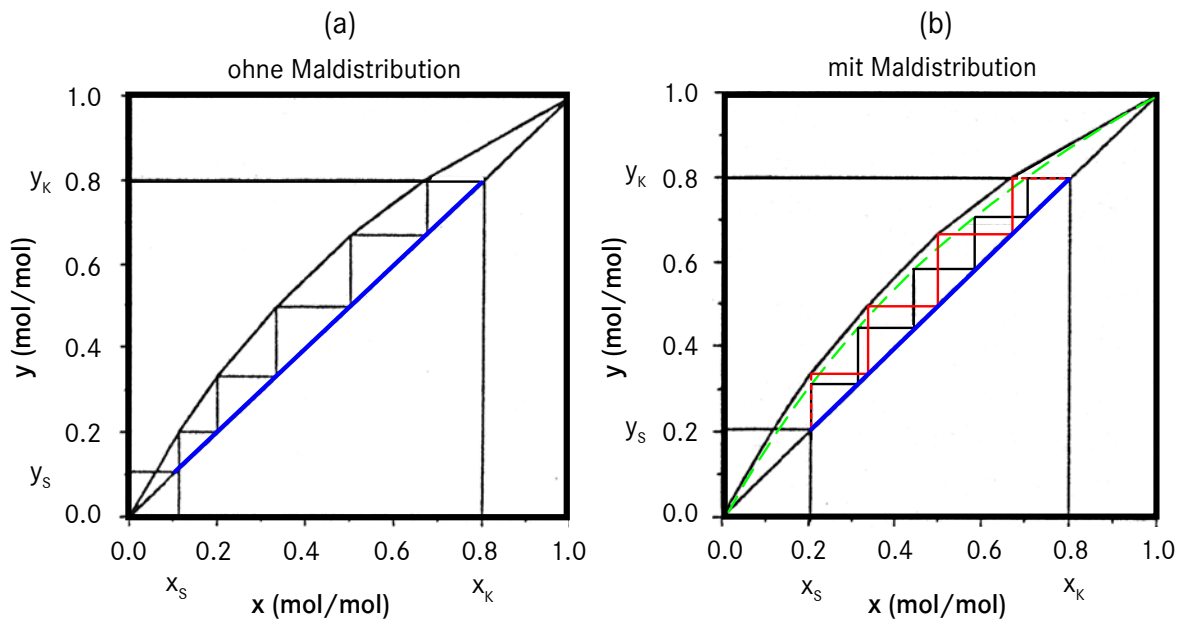 (a)
ohne Maldistribution
1.0
y_K 0.8
0.6
0.4
0.2
y_S
0.0
y (mol/mol)
0.0 0.2 0.4 0.6 0.8 1.0
x_S x_K
x (mol/mol)
(b)
mit Maldistribution
1.0
y_K 0.8
0.6
0.4
y_S 0.2
0.0
y (mol/mol)
0.0 0.2 0.4 0.6 0.8 1.0
x_S x_K
x (mol/mol)